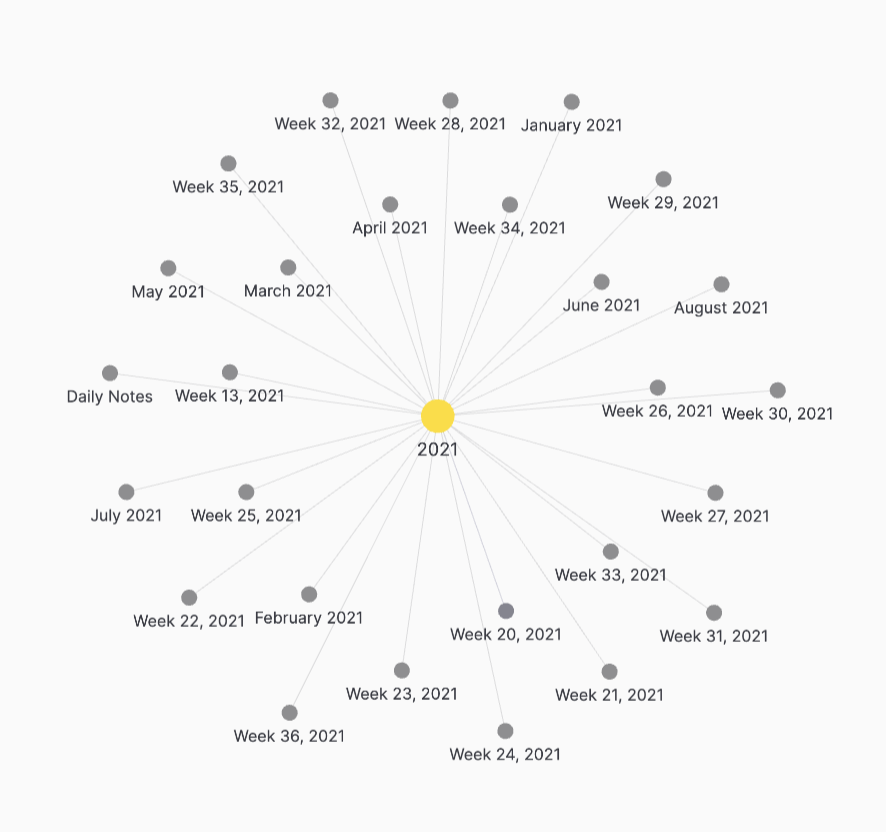 Week 32, 2021
Week 28, 2021
January 2021
Week 35, 2021
Week 29, 2021
April 2021
Week 34, 2021
May 2021
March 2021
June 2021
August 2021
Daily Notes
Week 13, 2021
Week 26, 2021
Week 30, 2021
2021
July 2021
Week 25, 2021
Week 27, 2021
Week 33, 2021
Week 22, 2021
February 2021
Week 20, 2021
Week 31, 2021
Week 23, 2021
Week 21, 2021
Week 36, 2021
Week 24, 2021